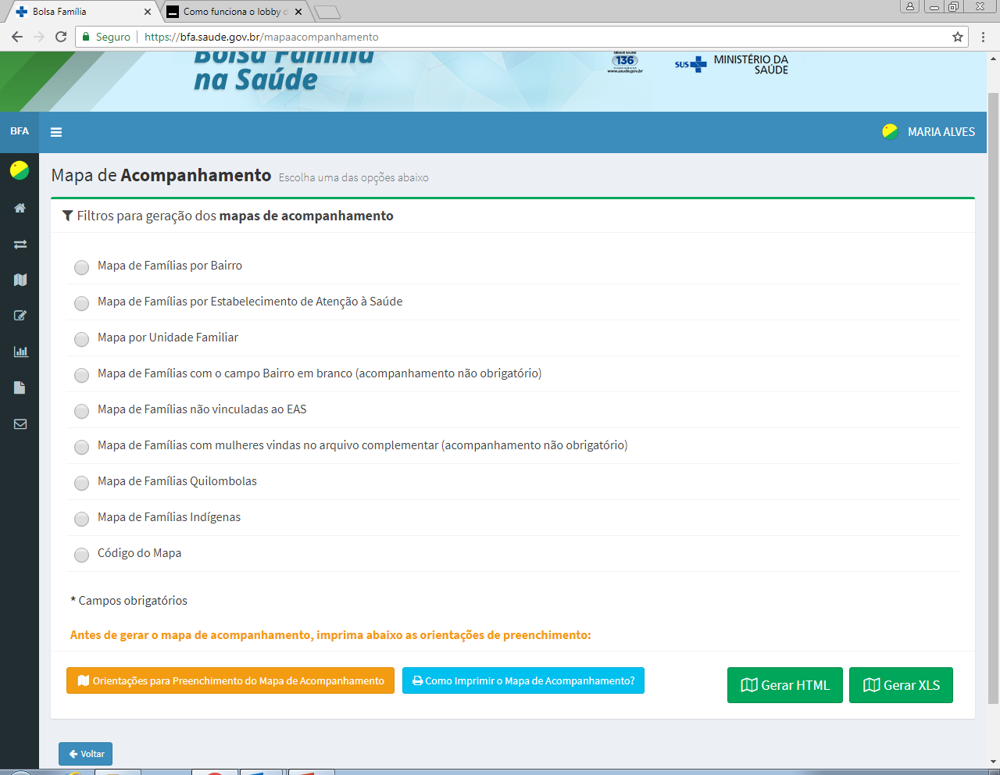 Bolsa Família
Como funciona o lobby d
Seguro
https://bfa.saude.gov.br/mapaacompanhamento
Bolsa Família
na Saúde
DISQUE SAÚDE
136
www.saude.gov.br
SUS
MINISTÉRIO DA
SAÚDE
BFA
MARIA ALVES
Mapa de Acompanhamento Escolha uma das opções abaixo
Filtros para geração dos mapas de acompanhamento
Mapa de Famílias por Bairro
Mapa de Famílias por Estabelecimento de Atenção à Saúde
Mapa por Unidade Familiar
Mapa de Famílias com o campo Bairro em branco (acompanhamento não obrigatório)
Mapa de Famílias não vinculadas ao EAS
Mapa de Famílias com mulheres vindas no arquivo complementar (acompanhamento não obrigatório)
Mapa de Famílias Quilombolas
Mapa de Famílias Indígenas
Código do Mapa
* Campos obrigatórios
Antes de gerar o mapa de acompanhamento, imprima abaixo as orientações de preenchimento:
Orientações para Preenchimento do Mapa de Acompanhamento
Como Imprimir o Mapa de Acompanhamento?
Gerar HTML
Gerar XLS
Voltar